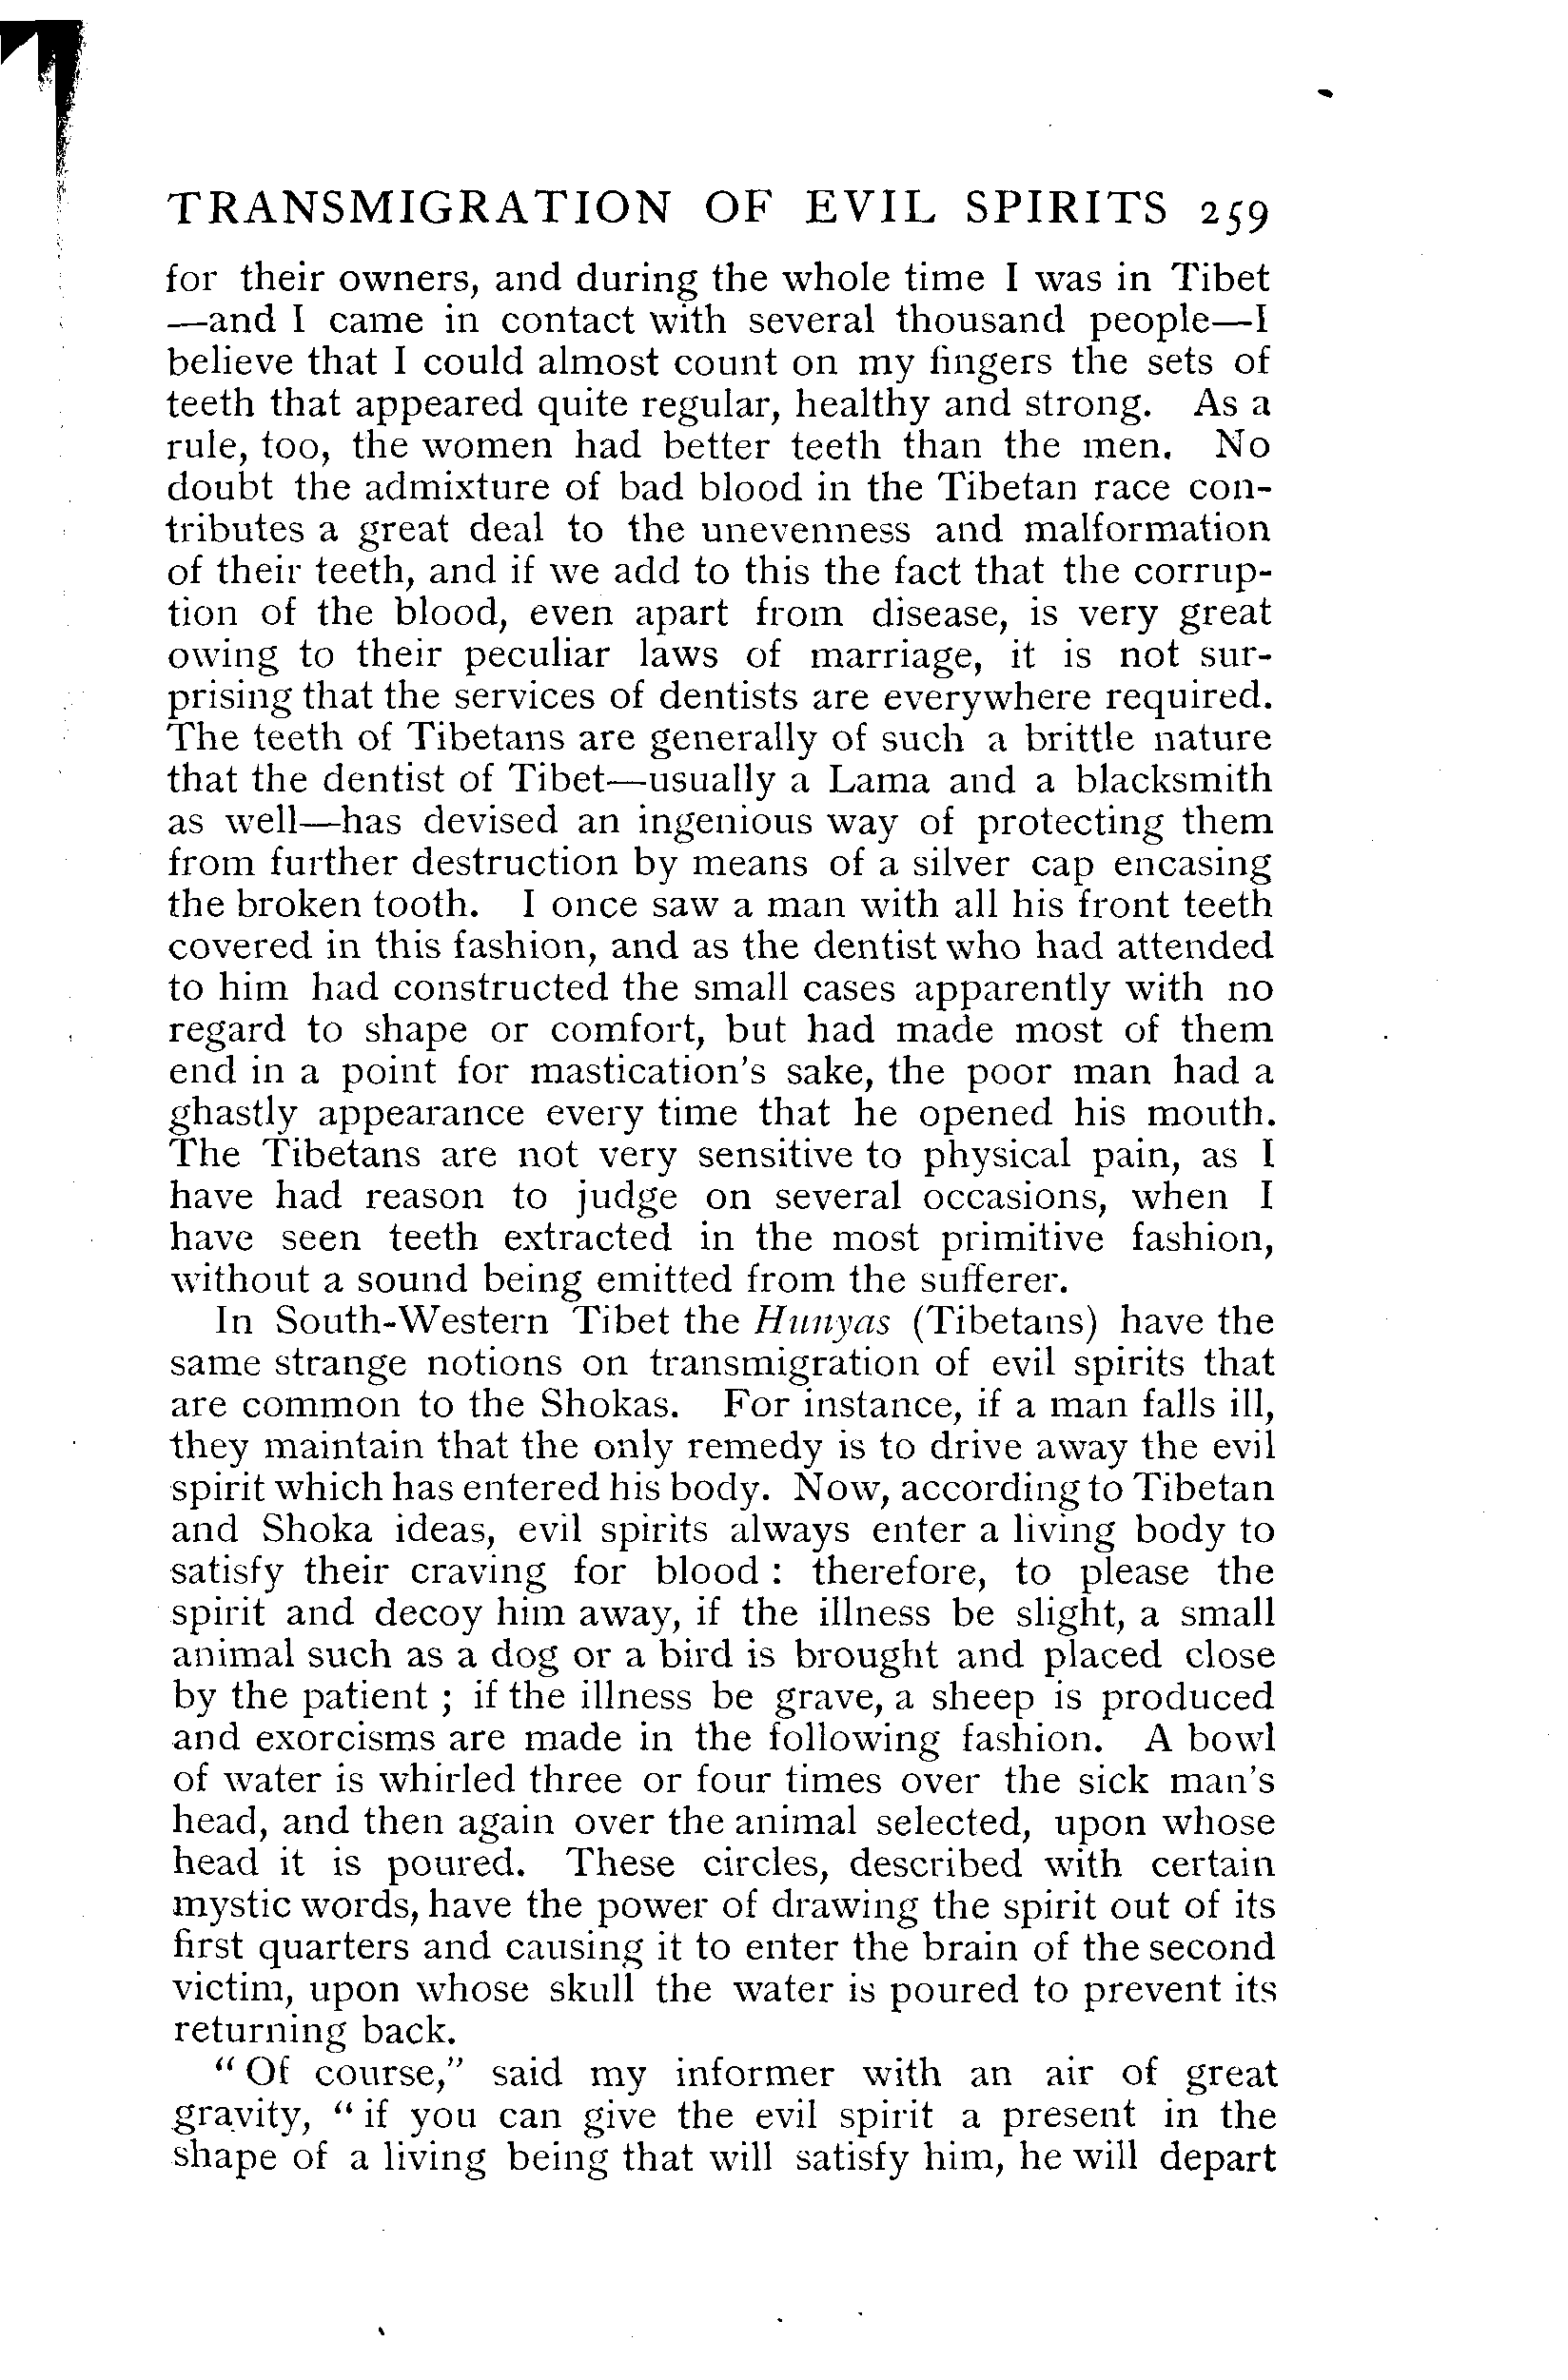 TRANSMIGRATION OF EVIL SPIRITS 259
for their owners, and during the whole time I was in Tibet
—and I came in contact with several thousand people—I
believe that I could almost count on my fingers the sets of
teeth that appeared quite regular, healthy and strong. As a
rule, too, the women had better teeth than the men. No
doubt the admixture of bad blood in the Tibetan race con-
tributes a great deal to the unevenness and malformation
of their teeth, and if we add to this the fact that the corrup-
tion of the blood, even apart from disease, is very great
owing to their peculiar laws of marriage, it is not sur-
prising that the services of dentists are everywhere required.
The teeth of Tibetans are generally of such a brittle nature
that the dentist of Tibet—usually a Lama and a blacksmith
as well—has devised an ingenious way of protecting them
from further destruction by means of a silver cap encasing
the broken tooth. I once saw a man with all his front teeth
covered in this fashion, and as the dentist who had attended
to him had constructed the small cases apparently with no
regard to shape or comfort, but had made most of them
end in a point for mastication's sake, the poor man had a
ghastly appearance every time that he opened his mouth.
The Tibetans are not very sensitive to physical pain, as I
have had reason to judge on several occasions, when I
have seen teeth extracted in the most primitive fashion,
without a sound being emitted from the sufferer.
In South-Western Tibet the Hunyas (Tibetans) have the
same strange notions on transmigration of evil spirits that
are common to the Shokas. For instance, if a man falls ill,
they maintain that the only remedy is to drive away the evil
spirit which has entered his body. Now, according to Tibetan
and Shoka ideas, evil spirits always enter a living body to
satisfy their craving for blood : therefore, to please the
spirit and decoy him away, if the illness be slight, a small
animal such as a dog or a bird is brought and placed close
by the patient ; if the illness be grave, a sheep is produced
and exorcisms are made in the following fashion. A bowl
of water is whirled three or four times over the sick man's
head, and then again over the animal selected, upon whose
head it is poured. These circles, described with certain
mystic words, have the power of drawing the spirit out of its
first quarters and causing it to enter the brain of the second
victim, upon whose skull the water is poured to prevent its
returning back.
“ Of course,” said my informer with an air of great
gravity, “ if you can give the evil spirit a present in the
shape of a living being that will satisfy him, he will depart